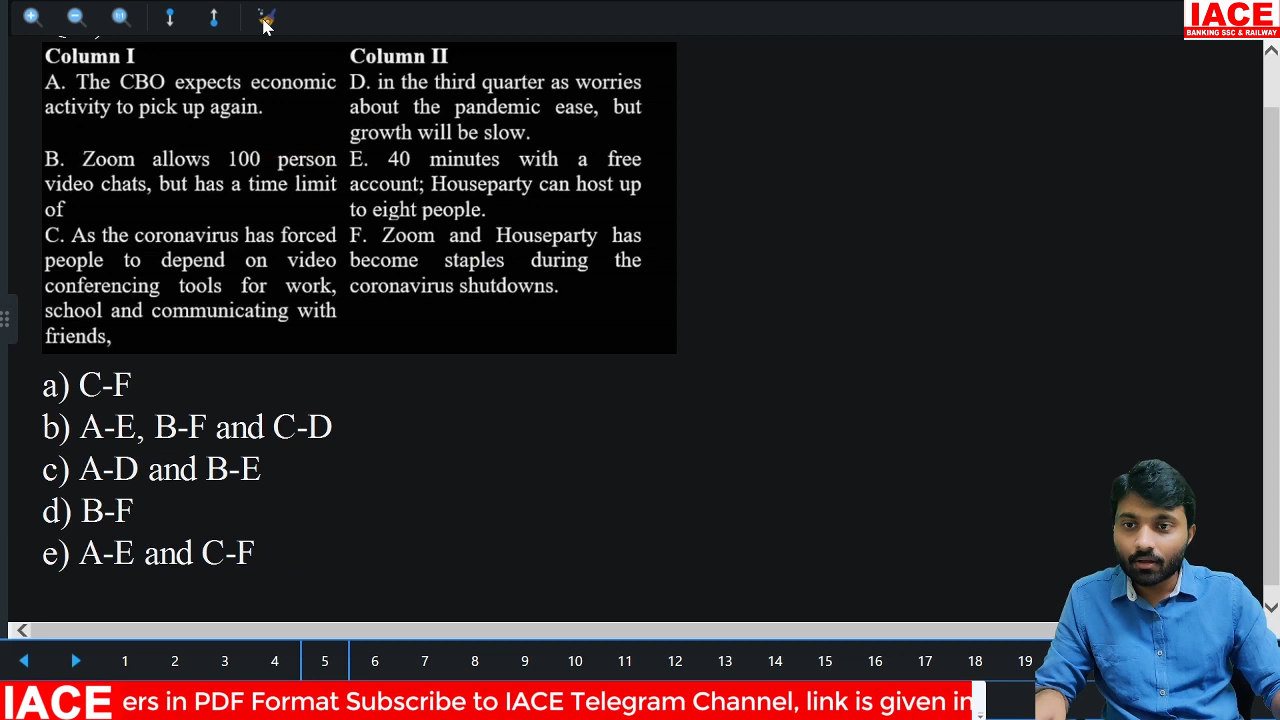 IACE
BANKING SSC & RAILWAY
Column I
A. The CBO expects economic
activity to pick up again.
B. Zoom allows 100 person
video chats, but has a time limit
of
C. As the coronavirus has forced
people to depend on video
conferencing tools for work,
school and communicating with
friends,
Column II
D. in the third quarter as worries
about the pandemic ease, but
growth will be slow.
E. 40 minutes with a free
account; Houseparty can host up
to eight people.
F. Zoom and Houseparty has
become staples during the
coronavirus shutdowns.
a) C-F
b) A-E, B-F and C-D
c) A-D and B-E
d) B-F
e) A-E and C-F
1 2 3 4 5 6 7 8 9 10 11 12 13 14 15 16 17 18 19
IACE ers in PDF Format Subscribe to IACE Telegram Channel, link is given in